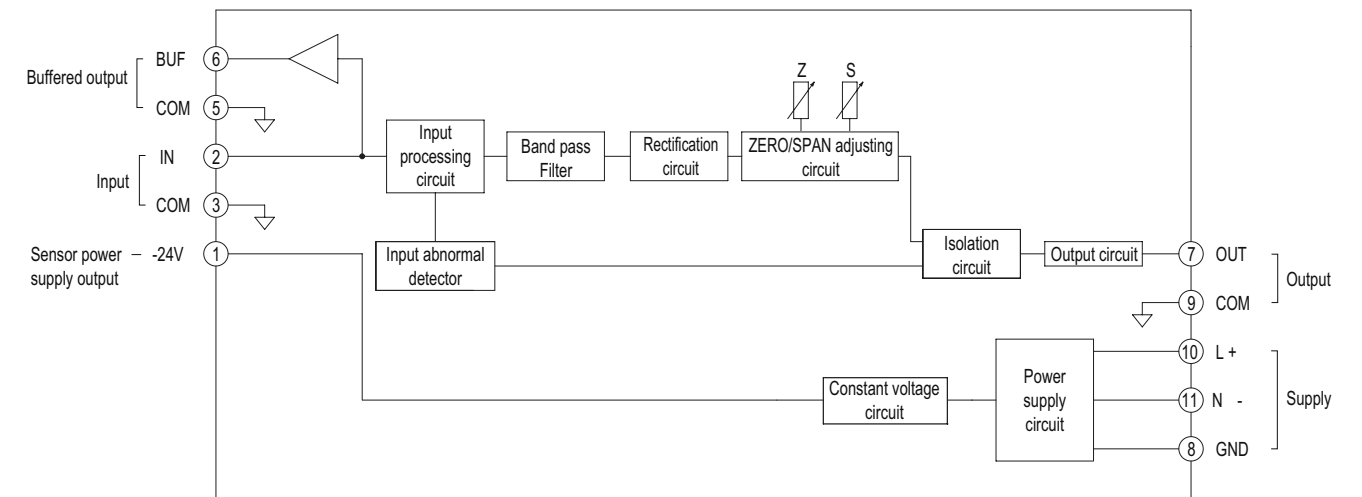 BUF
6
Buffered output
COM
5
IN
2
Input
COM
3
Sensor power
supply output
-24V
1
Input
processing
circuit
Band pass
Filter
Rectification
circuit
Z
S
ZERO/SPAN adjusting
circuit
Input abnormal
detector
Isolation
circuit
Output circuit
7
OUT
Output
9
COM
Constant voltage
circuit
Power
supply
circuit
10
L +
11
N -
Supply
8
GND